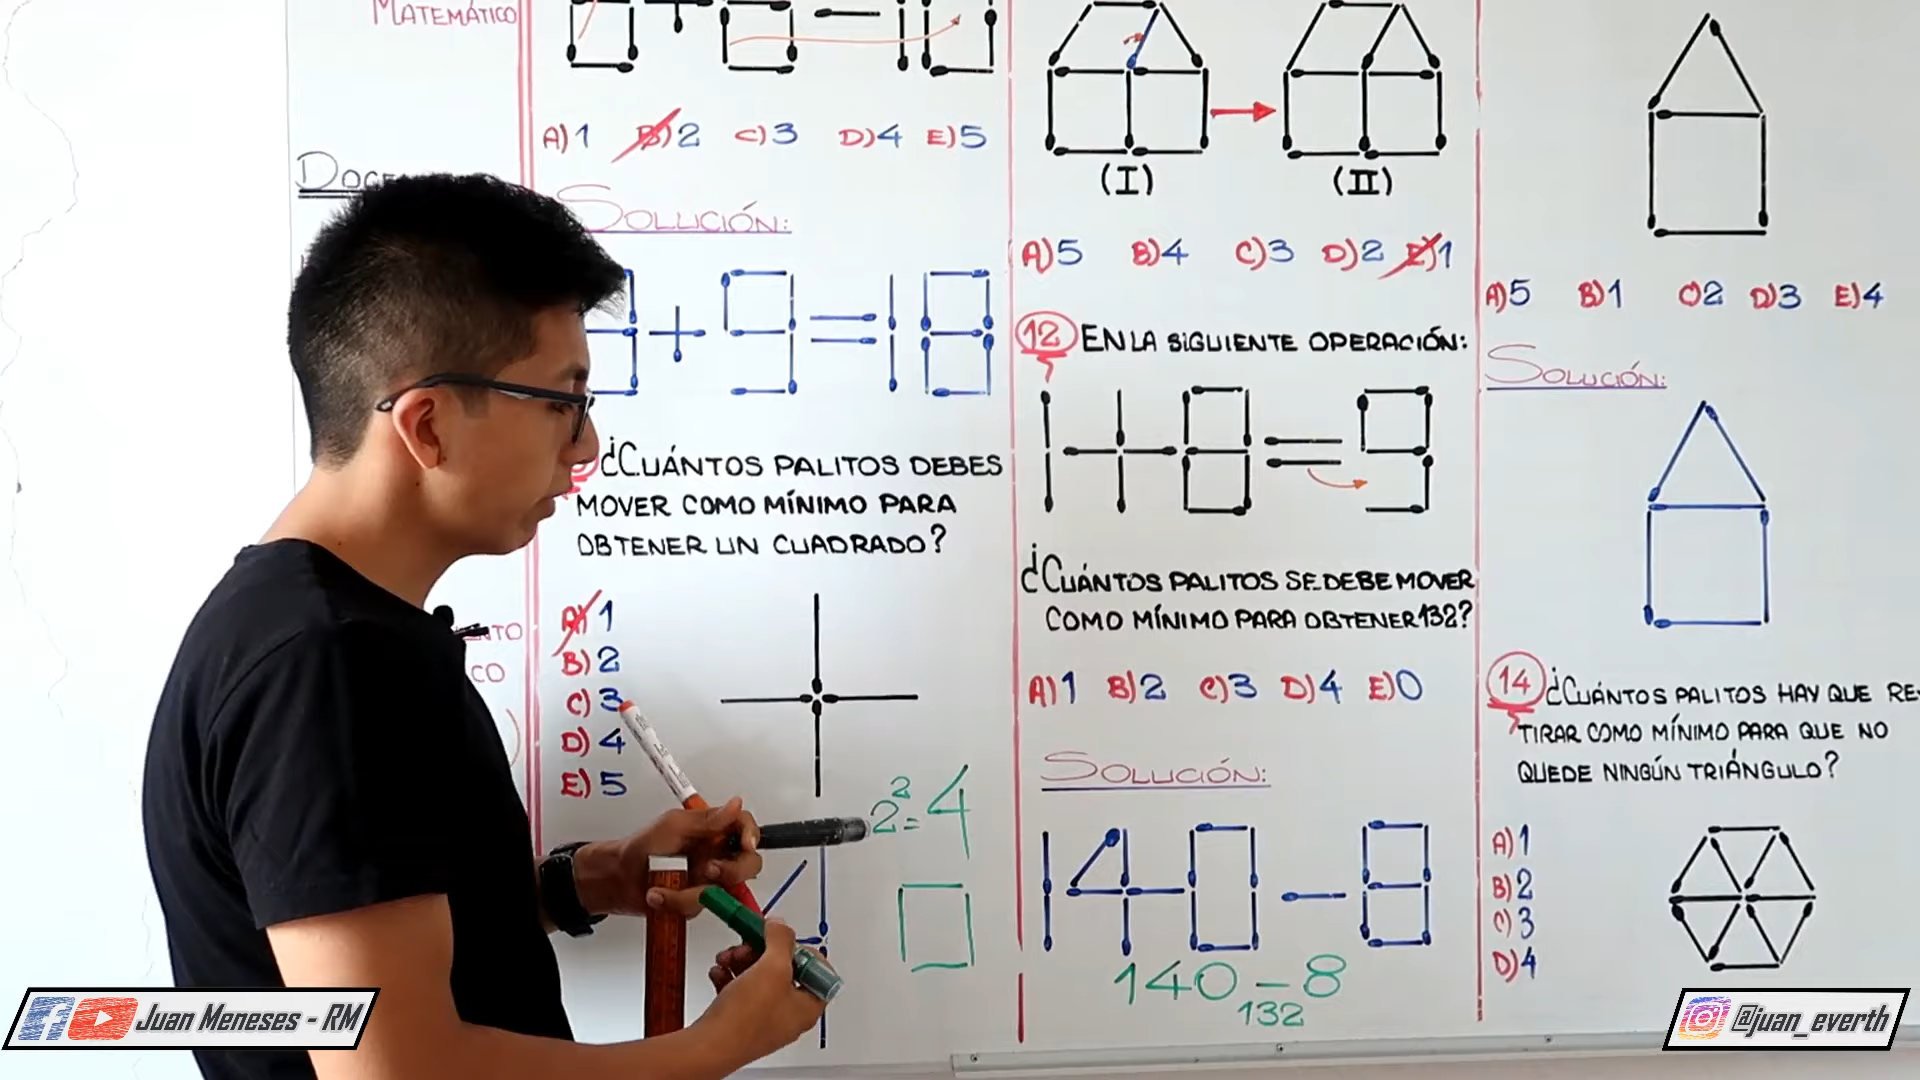 MATEMÁTICO
A)1 B)2 C)3 D)4 E)5
SOLUCIÓN:
9+9=18
¿CUÁNTOS PALITOS DEBES
MOVER COMO MÍNIMO PARA
OBTENER UN CUADRADO?
A)1
B)2
C)3
D)4
E)5
2²=4
(I) (II)
A)5 B)4 C)3 D)2 E)1
12 EN LA SIGUIENTE OPERACIÓN:
1+8=9
¿CUÁNTOS PALITOS SE DEBE MOVER
COMO MÍNIMO PARA OBTENER 132?
A)1 B)2 C)3 D)4 E)0
SOLUCIÓN:
140-8
140-8
132
A)5 B)1 C)2 D)3 E)4
SOLUCIÓN:
14 ¿CUÁNTOS PALITOS HAY QUE RE-
TIRAR COMO MÍNIMO PARA QUE NO
QUEDE NINGÚN TRIÁNGULO?
A)1
B)2
C)3
D)4
Juan Meneses - RM
@juan_everth